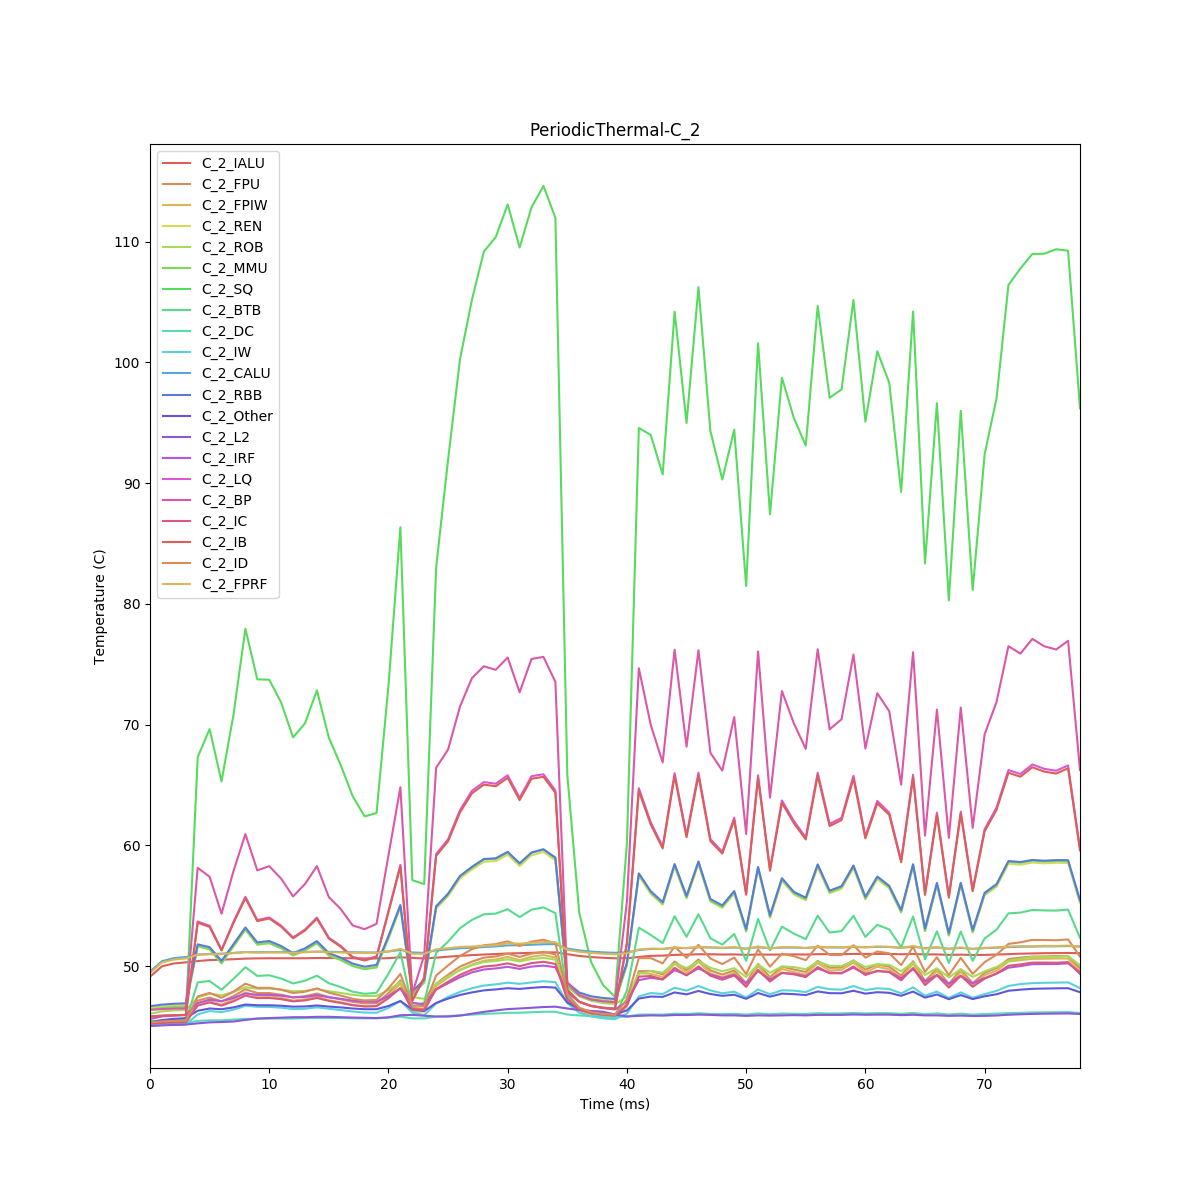 PeriodicThermal-C_2
C_2_IALU
C_2_FPU
C_2_FPIW
C_2_REN
C_2_ROB
C_2_MMU
C_2_SQ
C_2_BTB
C_2_DC
C_2_IW
C_2_CALU
C_2_RBB
C_2_Other
C_2_L2
C_2_IRF
C_2_LQ
C_2_BP
C_2_IC
C_2_IB
C_2_ID
C_2_FPRF
110
100
90
80
70
60
50
Temperature (C)
0 10 20 30 40 50 60 70
Time (ms)